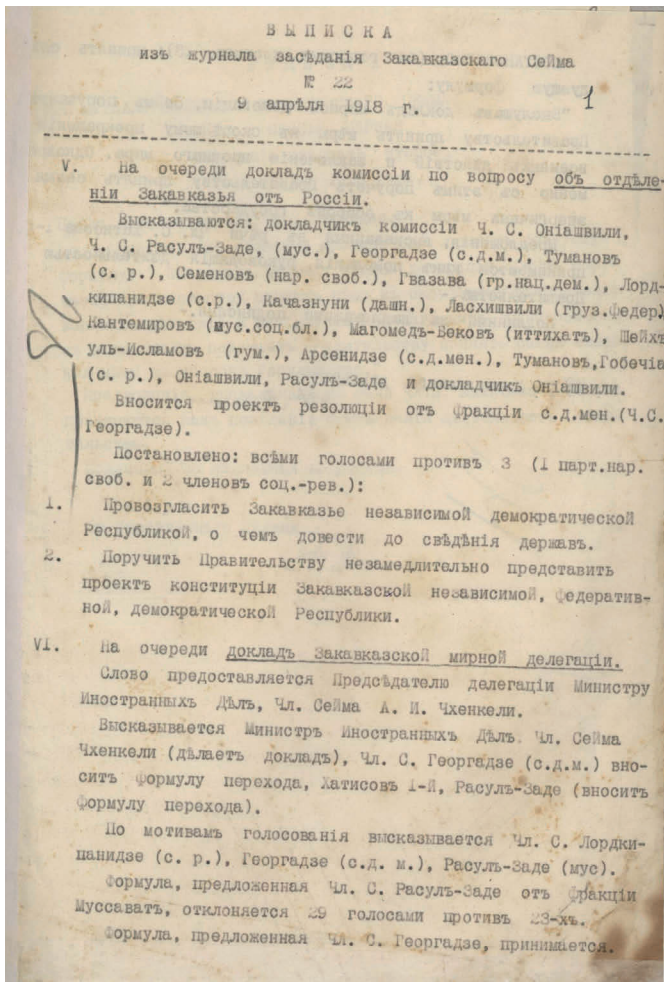 ВЫПИСКА
изъ журнала засѣданія Закавказскаго Сейма
№ 22
9 апрѣля 1918 г.
1
V. На очереди докладъ комиссіи по вопросу объ отдѣле-
ніи Закавказья отъ Россіи.
Высказываются: докладчикъ комиссіи Ч. С. Оніашвили,
Ч. С. Расулъ-Заде, (мус.), Георгадзе (с.д.м.), Тумановъ
(с. р.), Семеновъ (нар. своб.), Гвазава (гр.нац.дем.), Лорд-
кипанидзе (с.р.), Качазнуни (дашн.), Ласхишвили (груз.федер)
Кантемировъ (мус.соц.бл.), Магомедъ-Бековъ (иттихатъ), Шейхъ
уль-Исламовъ (гум.), Арсенидзе (с.д.мен.), Тумановъ,Гобечіа
(с. р.), Оніашвили, Расулъ-Заде и докладчикъ Оніашвили.
Вносится проектъ резолюціи отъ фракціи с.д.мен.(Ч.С.
Георгадзе).
Постановлено: всѣми голосами противъ 3 (I парт.нар.
своб. и 2 членовъ соц.-рев.):
1. Провозгласить Закавказье независимой демократической
Республикой, о чемъ довести до свѣдѣнія державъ.
2. Поручить Правительству незамедлительно представить
проектъ конституціи Закавказской независимой, федератив-
ной, демократической Республики.
VI. На очереди докладъ Закавказской мирной делегаціи.
Слово предоставляется Предсѣдателю делегаціи Министру
Иностранныхъ Дѣлъ, Чл. Сейма А. И. Чхенкели.
Высказывается Министръ Иностранныхъ Дѣлъ Чл. Сейма
Чхенкели (дѣлаетъ докладъ), Чл. С. Георгадзе (с.д.м.) вно-
ситъ формулу перехода, Хатисовъ I-й, Расулъ-Заде (вноситъ
формулу перехода).
По мотивамъ голосованія высказывается Чл. С. Лордки-
панидзе (с. р.), Георгадзе (с.д. м.), Расулъ-Заде (мус).
Формула, предложенная Чл. С. Расулъ-Заде отъ фракціи
Муссаватъ, отклоняется 29 голосами противъ 23-хъ.
Формула, предложенная Чл. С. Георгадзе, принимается.